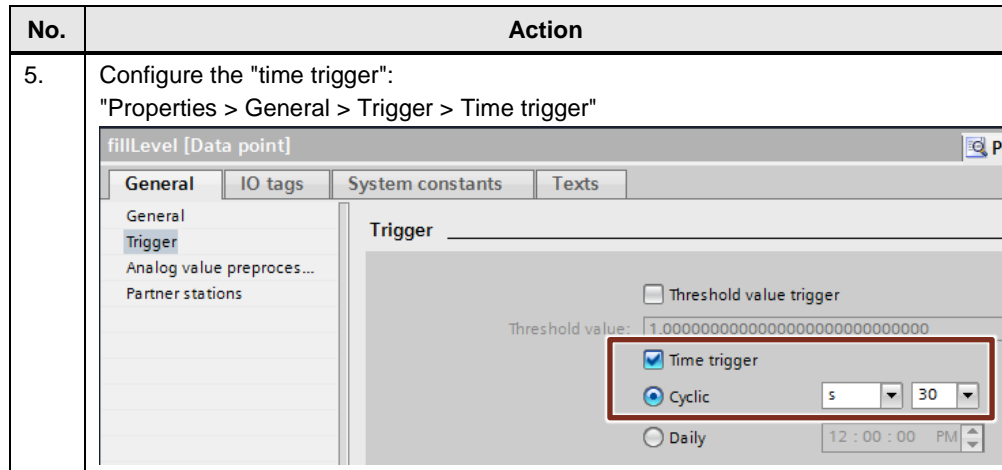 No. Action
5. Configure the "time trigger":
"Properties > General > Trigger > Time trigger"
fillLevel [Data point] P
General IO tags System constants Texts
General
Trigger
Analog value preproces...
Partner stations
Trigger
Threshold value trigger
Threshold value: 1.0000000000000000000000000000
Time trigger
Cyclic s 30
Daily 12 : 00 : 00 PM